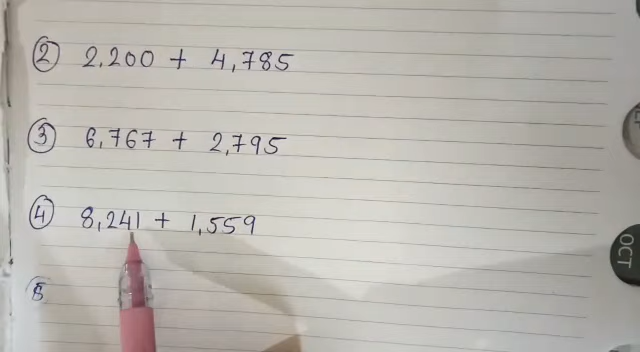 ② 2,200 + 4,785
③ 6,767 + 2,795
④ 8,241 + 1,559
OCT